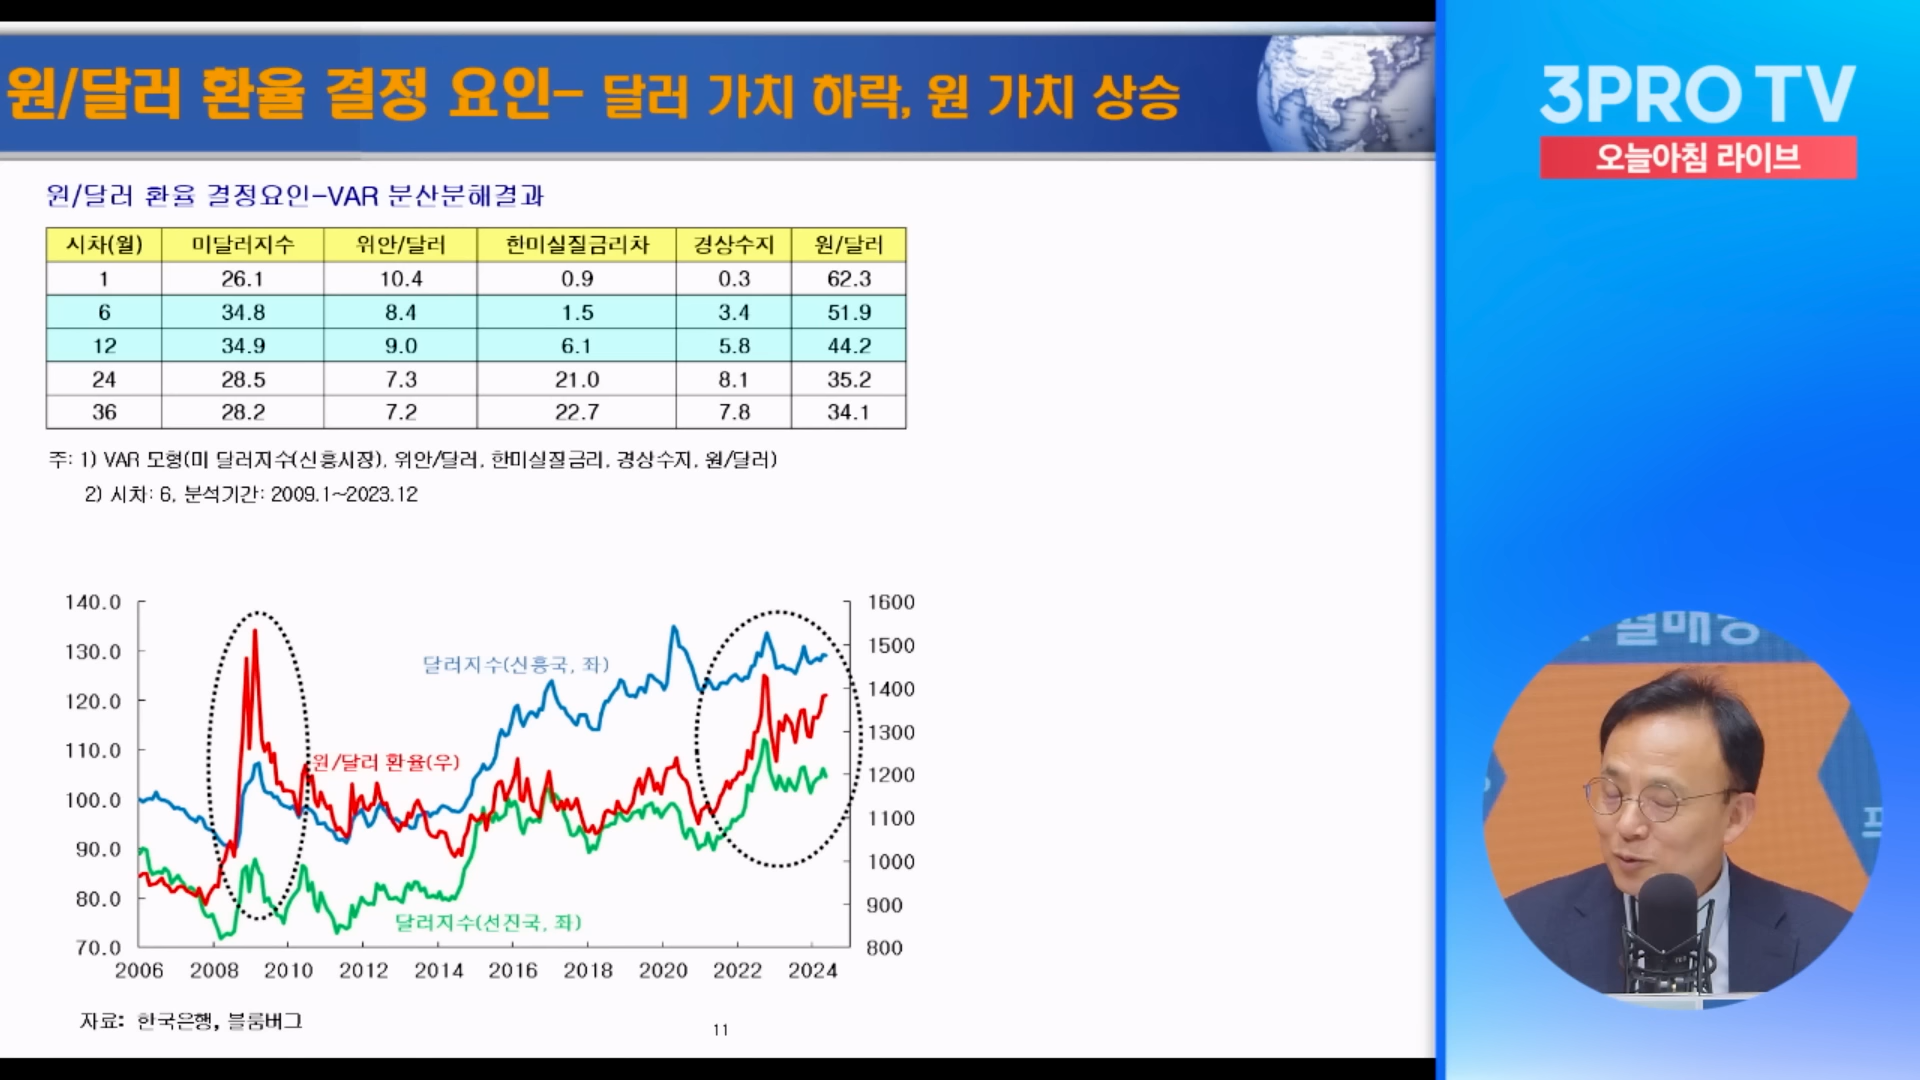 원/달러 환율 결정 요인- 달러 가치 하락, 원 가치 상승
3PRO TV
오늘아침 라이브
원/달러 환율 결정요인-VAR 분산분해결과
시차(월) 미달러지수 위안/달러 한미실질금리차 경상수지 원/달러
1 26.1 10.4 0.9 0.3 62.3
6 34.8 8.4 1.5 3.4 51.9
12 34.9 9.0 6.1 5.8 44.2
24 28.5 7.3 21.0 8.1 35.2
36 28.2 7.2 22.7 7.8 34.1
주: 1) VAR 모형(미 달러지수(신흥시장), 위안/달러, 한미실질금리, 경상수지, 원/달러)
2) 시차: 6, 분석기간: 2009.1~2023.12
140.0 1600
130.0 1500
120.0 1400
110.0 1300
100.0 1200
90.0 1100
80.0 1000
70.0 900
800
달러지수(신흥국, 좌)
원/달러 환율(우)
달러지수(선진국, 좌)
2006 2008 2010 2012 2014 2016 2018 2020 2022 2024
자료: 한국은행, 블룸버그
11